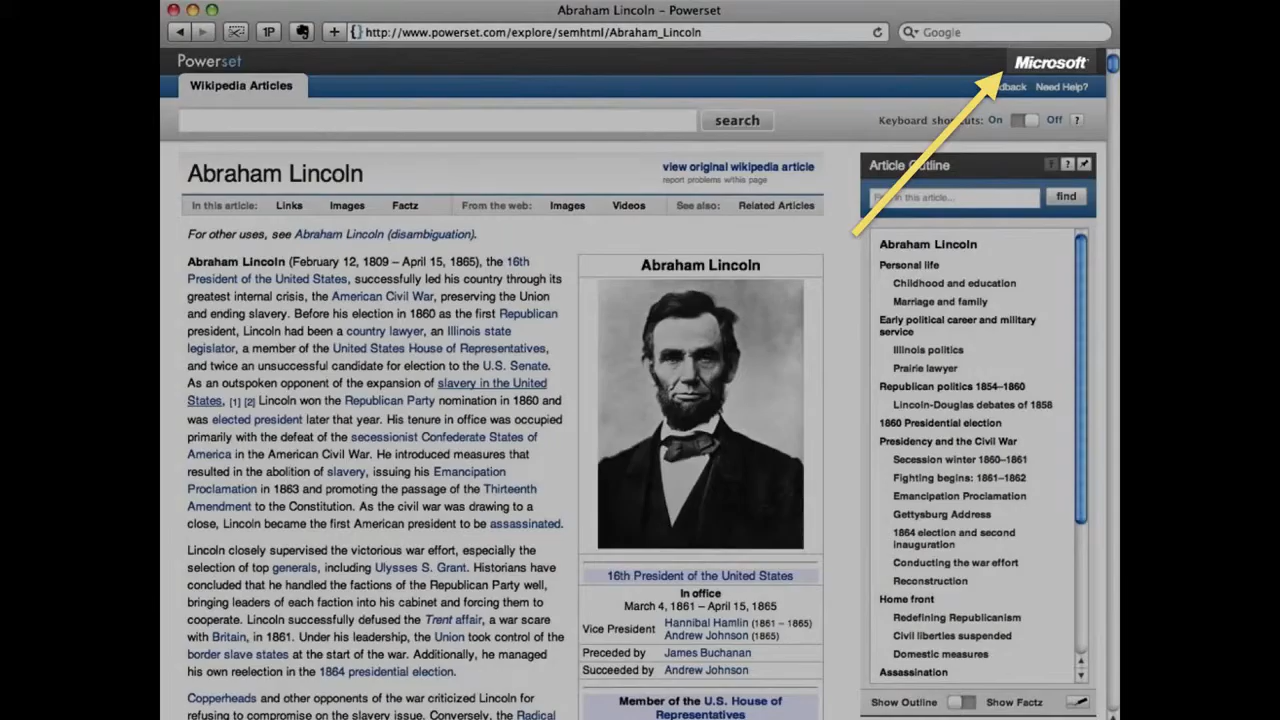 Abraham Lincoln – Powerset
1P
+
{} http://www.powerset.com/explore/semhtml/Abraham_Lincoln
Google
Powerset
Microsoft
Wikipedia Articles
Need Help?
search
Keyboard
On
Off
?
Abraham Lincoln
view original wikipedia article
report problems w/this page
In this article:
Links
Images
Factz
From the web:
Images
Videos
See also:
Related Articles
For other uses, see Abraham Lincoln (disambiguation).
Abraham Lincoln (February 12, 1809 – April 15, 1865), the 16th
President of the United States, successfully led his country through its
greatest internal crisis, the American Civil War, preserving the Union
and ending slavery. Before his election in 1860 as the first Republican
president, Lincoln had been a country lawyer, an Illinois state
legislator, a member of the United States House of Representatives,
and twice an unsuccessful candidate for election to the U.S. Senate.
As an outspoken opponent of the expansion of slavery in the United
States, [1] [2] Lincoln won the Republican Party nomination in 1860 and
was elected president later that year. His tenure in office was occupied
primarily with the defeat of the secessionist Confederate States of
America in the American Civil War. He introduced measures that
resulted in the abolition of slavery, issuing his Emancipation
Proclamation in 1863 and promoting the passage of the Thirteenth
Amendment to the Constitution. As the civil war was drawing to a
close, Lincoln became the first American president to be assassinated.
Lincoln closely supervised the victorious war effort, especially the
selection of top generals, including Ulysses S. Grant. Historians have
concluded that he handled the factions of the Republican Party well,
bringing leaders of each faction into his cabinet and forcing them to
cooperate. Lincoln successfully defused the Trent affair, a war scare
with Britain, in 1861. Under his leadership, the Union took control of the
border slave states at the start of the war. Additionally, he managed
his own reelection in the 1864 presidential election.
Copperheads and other opponents of the war criticized Lincoln for
refusing to compromise on the slavery issue. Conversely, the Radical
Abraham Lincoln
16th President of the United States
In office
March 4, 1861 – April 15, 1865
Vice President
Hannibal Hamlin (1861 – 1865)
Andrew Johnson (1865)
Preceded by James Buchanan
Succeeded by Andrew Johnson
Member of the U.S. House of
Representatives
Article Outline
?
in this article...
find
Abraham Lincoln
Personal life
Childhood and education
Marriage and family
Early political career and military
service
Illinois politics
Prairie lawyer
Republican politics 1854–1860
Lincoln-Douglas debates of 1858
1860 Presidential election
Presidency and the Civil War
Secession winter 1860–1861
Fighting begins: 1861–1862
Emancipation Proclamation
Gettysburg Address
1864 election and second
inauguration
Conducting the war effort
Reconstruction
Home front
Redefining Republicanism
Civil liberties suspended
Domestic measures
Assassination
Show Outline
Show Factz